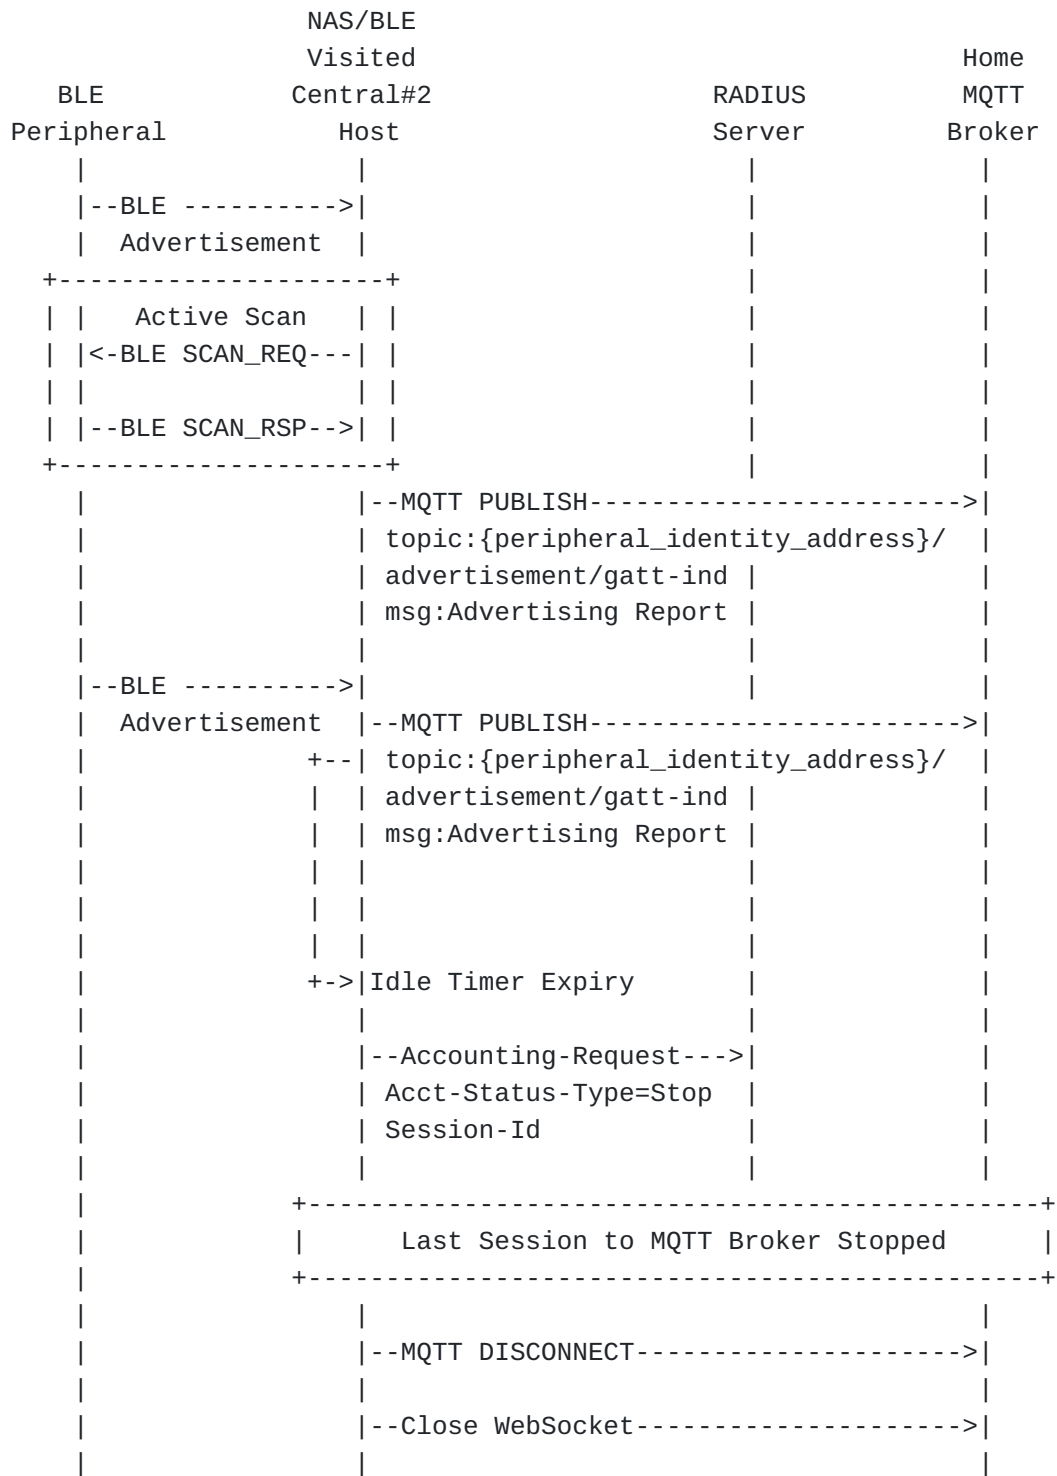 NAS/BLE
                   Visited                                   Home
   BLE            Central#2                  RADIUS          MQTT
Peripheral           Host                    Server         Broker
    |                 |                        |              |
    |--BLE ---------->|                        |              |
    |  Advertisement  |                        |              |
  +---------------------+                      |              |
  | |   Active Scan   | |                      |              |
  | |<-BLE SCAN_REQ---| |                      |              |
  | |                 | |                      |              |
  | |--BLE SCAN_RSP-->| |                      |              |
  +---------------------+                      |              |
    |                 |--MQTT PUBLISH------------------------>|
    |                 | topic:{peripheral_identity_address}/  |
    |                 | advertisement/gatt-ind |              |
    |                 | msg:Advertising Report |              |
    |                 |                        |              |
    |--BLE ---------->|                        |              |
    |  Advertisement  |--MQTT PUBLISH------------------------>|
    |              +--| topic:{peripheral_identity_address}/  |
    |              |  | advertisement/gatt-ind |              |
    |              |  | msg:Advertising Report |              |
    |              |  |                        |              |
    |              |  |                        |              |
    |              |  |                        |              |
    |              +->|Idle Timer Expiry       |              |
    |                 |                        |              |
    |                 |--Accounting-Request--->|              |
    |                 | Acct-Status-Type=Stop  |              |
    |                 | Session-Id             |              |
    |                 |                        |              |
    |             +-----------------------------------------------+
    |             |      Last Session to MQTT Broker Stopped      |
    |             +-----------------------------------------------+
    |                 |                                       |
    |                 |--MQTT DISCONNECT--------------------->|
    |                 |                                       |
    |                 |--Close WebSocket--------------------->|
    |                 |                                       |